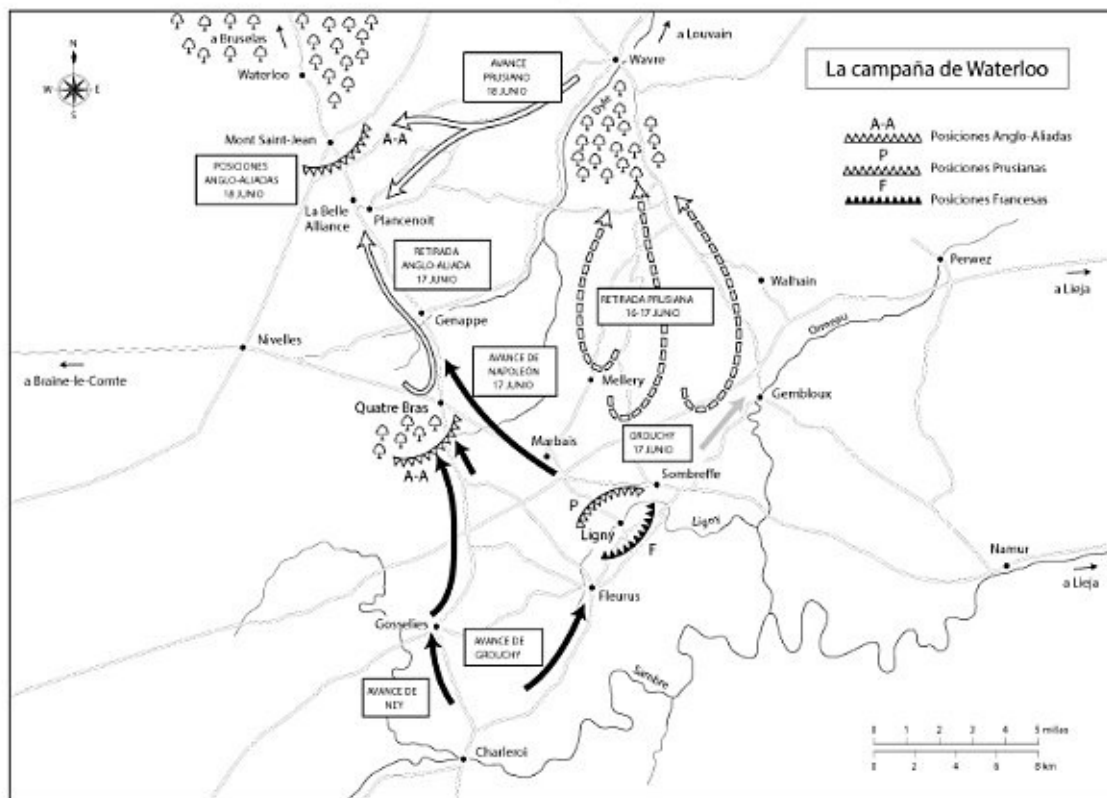 La campaña de Waterloo
A-A
Posiciones Anglo-Aliadas
P
Posiciones Prusianas
F
Posiciones Francesas
N
W
E
S
a Bruselas
Waterloo
Mont Saint-Jean
A-A
POSICIONES
ANGLO-ALIADAS
18 JUNIO
AVANCE
PRUSIANO
18 JUNIO
a Louvain
Wavre
Dyle
La Belle
Alliance
Plancenoit
RETIRADA
ANGLO-ALIADA
17 JUNIO
Genappe
Nivelles
a Braine-le-Comte
RETIRADA PRUSIANA
16-17 JUNIO
Walhain
Perwez
a Lieja
Orneau
AVANCE DE
NAPOLEÓN
17 JUNIO
Mellery
Gembloux
Quatre Bras
A-A
Marbais
GROUCHY
17 JUNIO
Sombreffe
P
Ligny
F
Ligny
Namur
a Lieja
Fleurus
Gosselies
AVANCE DE
GROUCHY
AVANCE DE
NEY
Sambre
Charleroi
0 1 2 3 4 5 millas
0 2 4 6 8 km